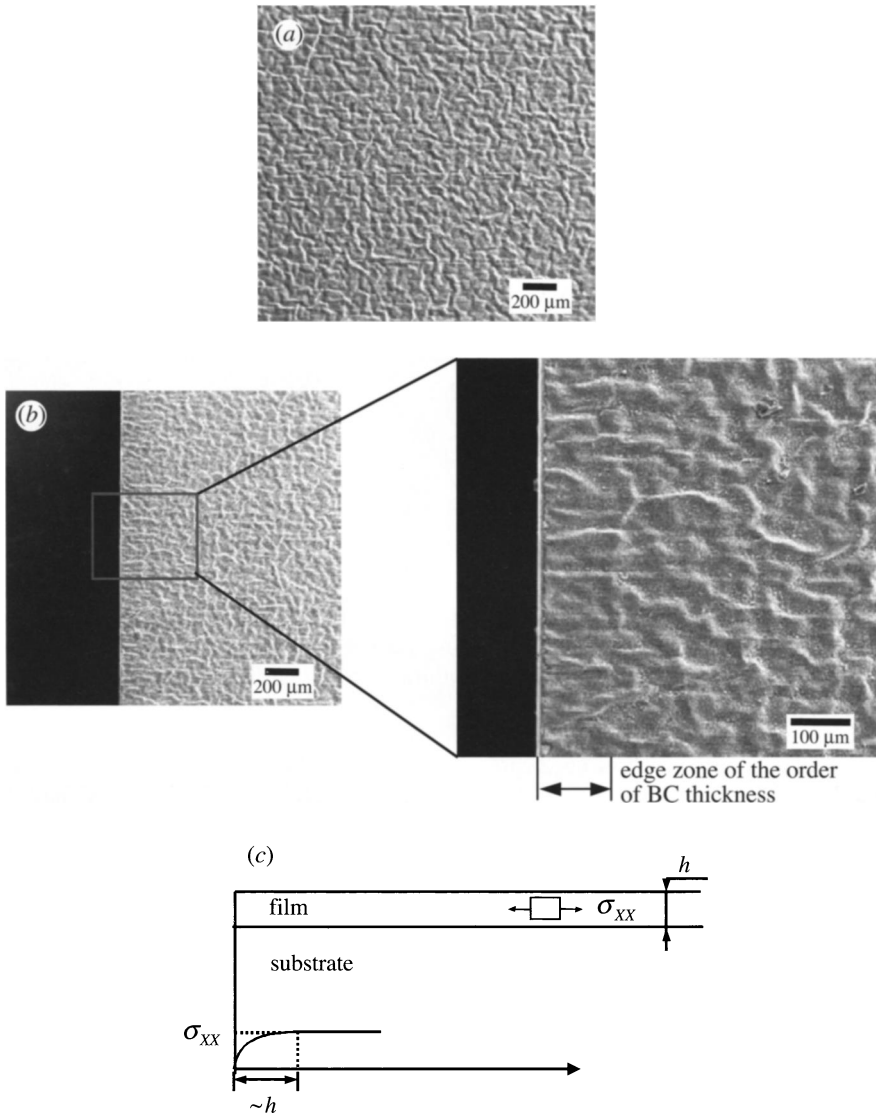 (a)
200 μm
(b)
200 μm
100 μm
edge zone of the order
of BC thickness
(c)
h
film
σXX
substrate
σXX
~h